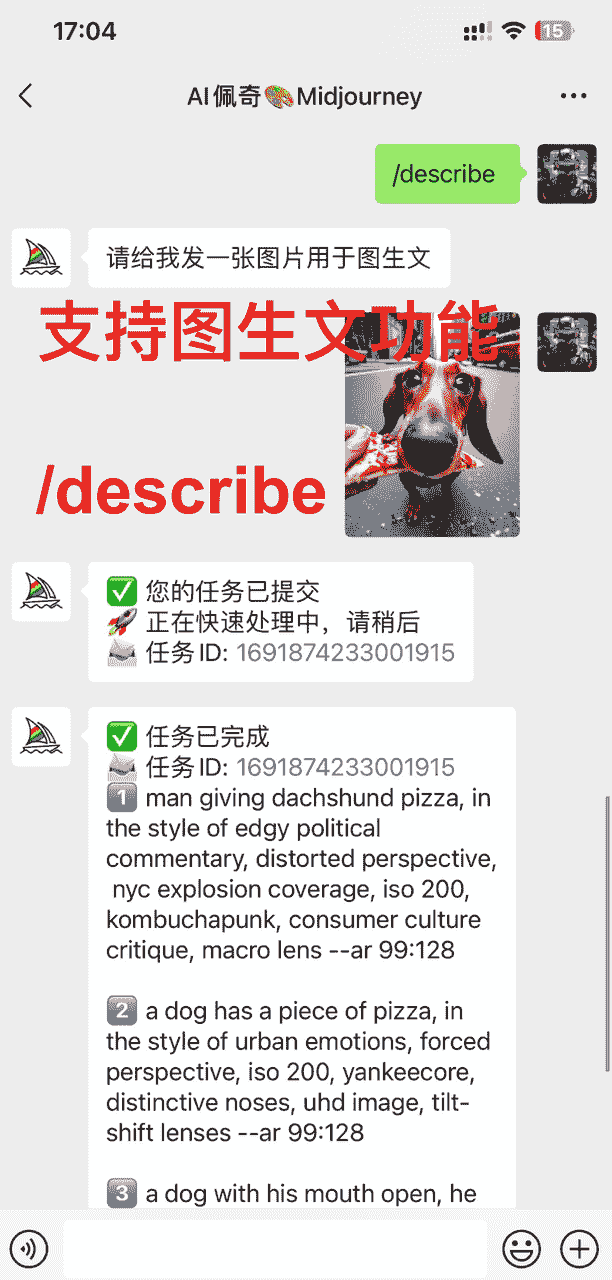 17:04
15
AI佩奇🎨Midjourney
/describe
请给我发一张图片用于图生文
支持图生文功能
/describe
✅ 您的任务已提交
🚀 正在快速处理中，请稍后
📨 任务ID: 1691874233001915
✅ 任务已完成
📨 任务ID: 1691874233001915
1️⃣ man giving dachshund pizza, in
the style of edgy political
commentary, distorted perspective,
nyc explosion coverage, iso 200,
kombuchapunk, consumer culture
critique, macro lens --ar 99:128
2️⃣ a dog has a piece of pizza, in
the style of urban emotions, forced
perspective, iso 200, yankeecore,
distinctive noses, uhd image, tilt-
shift lenses --ar 99:128
3️⃣ a dog with his mouth open, he